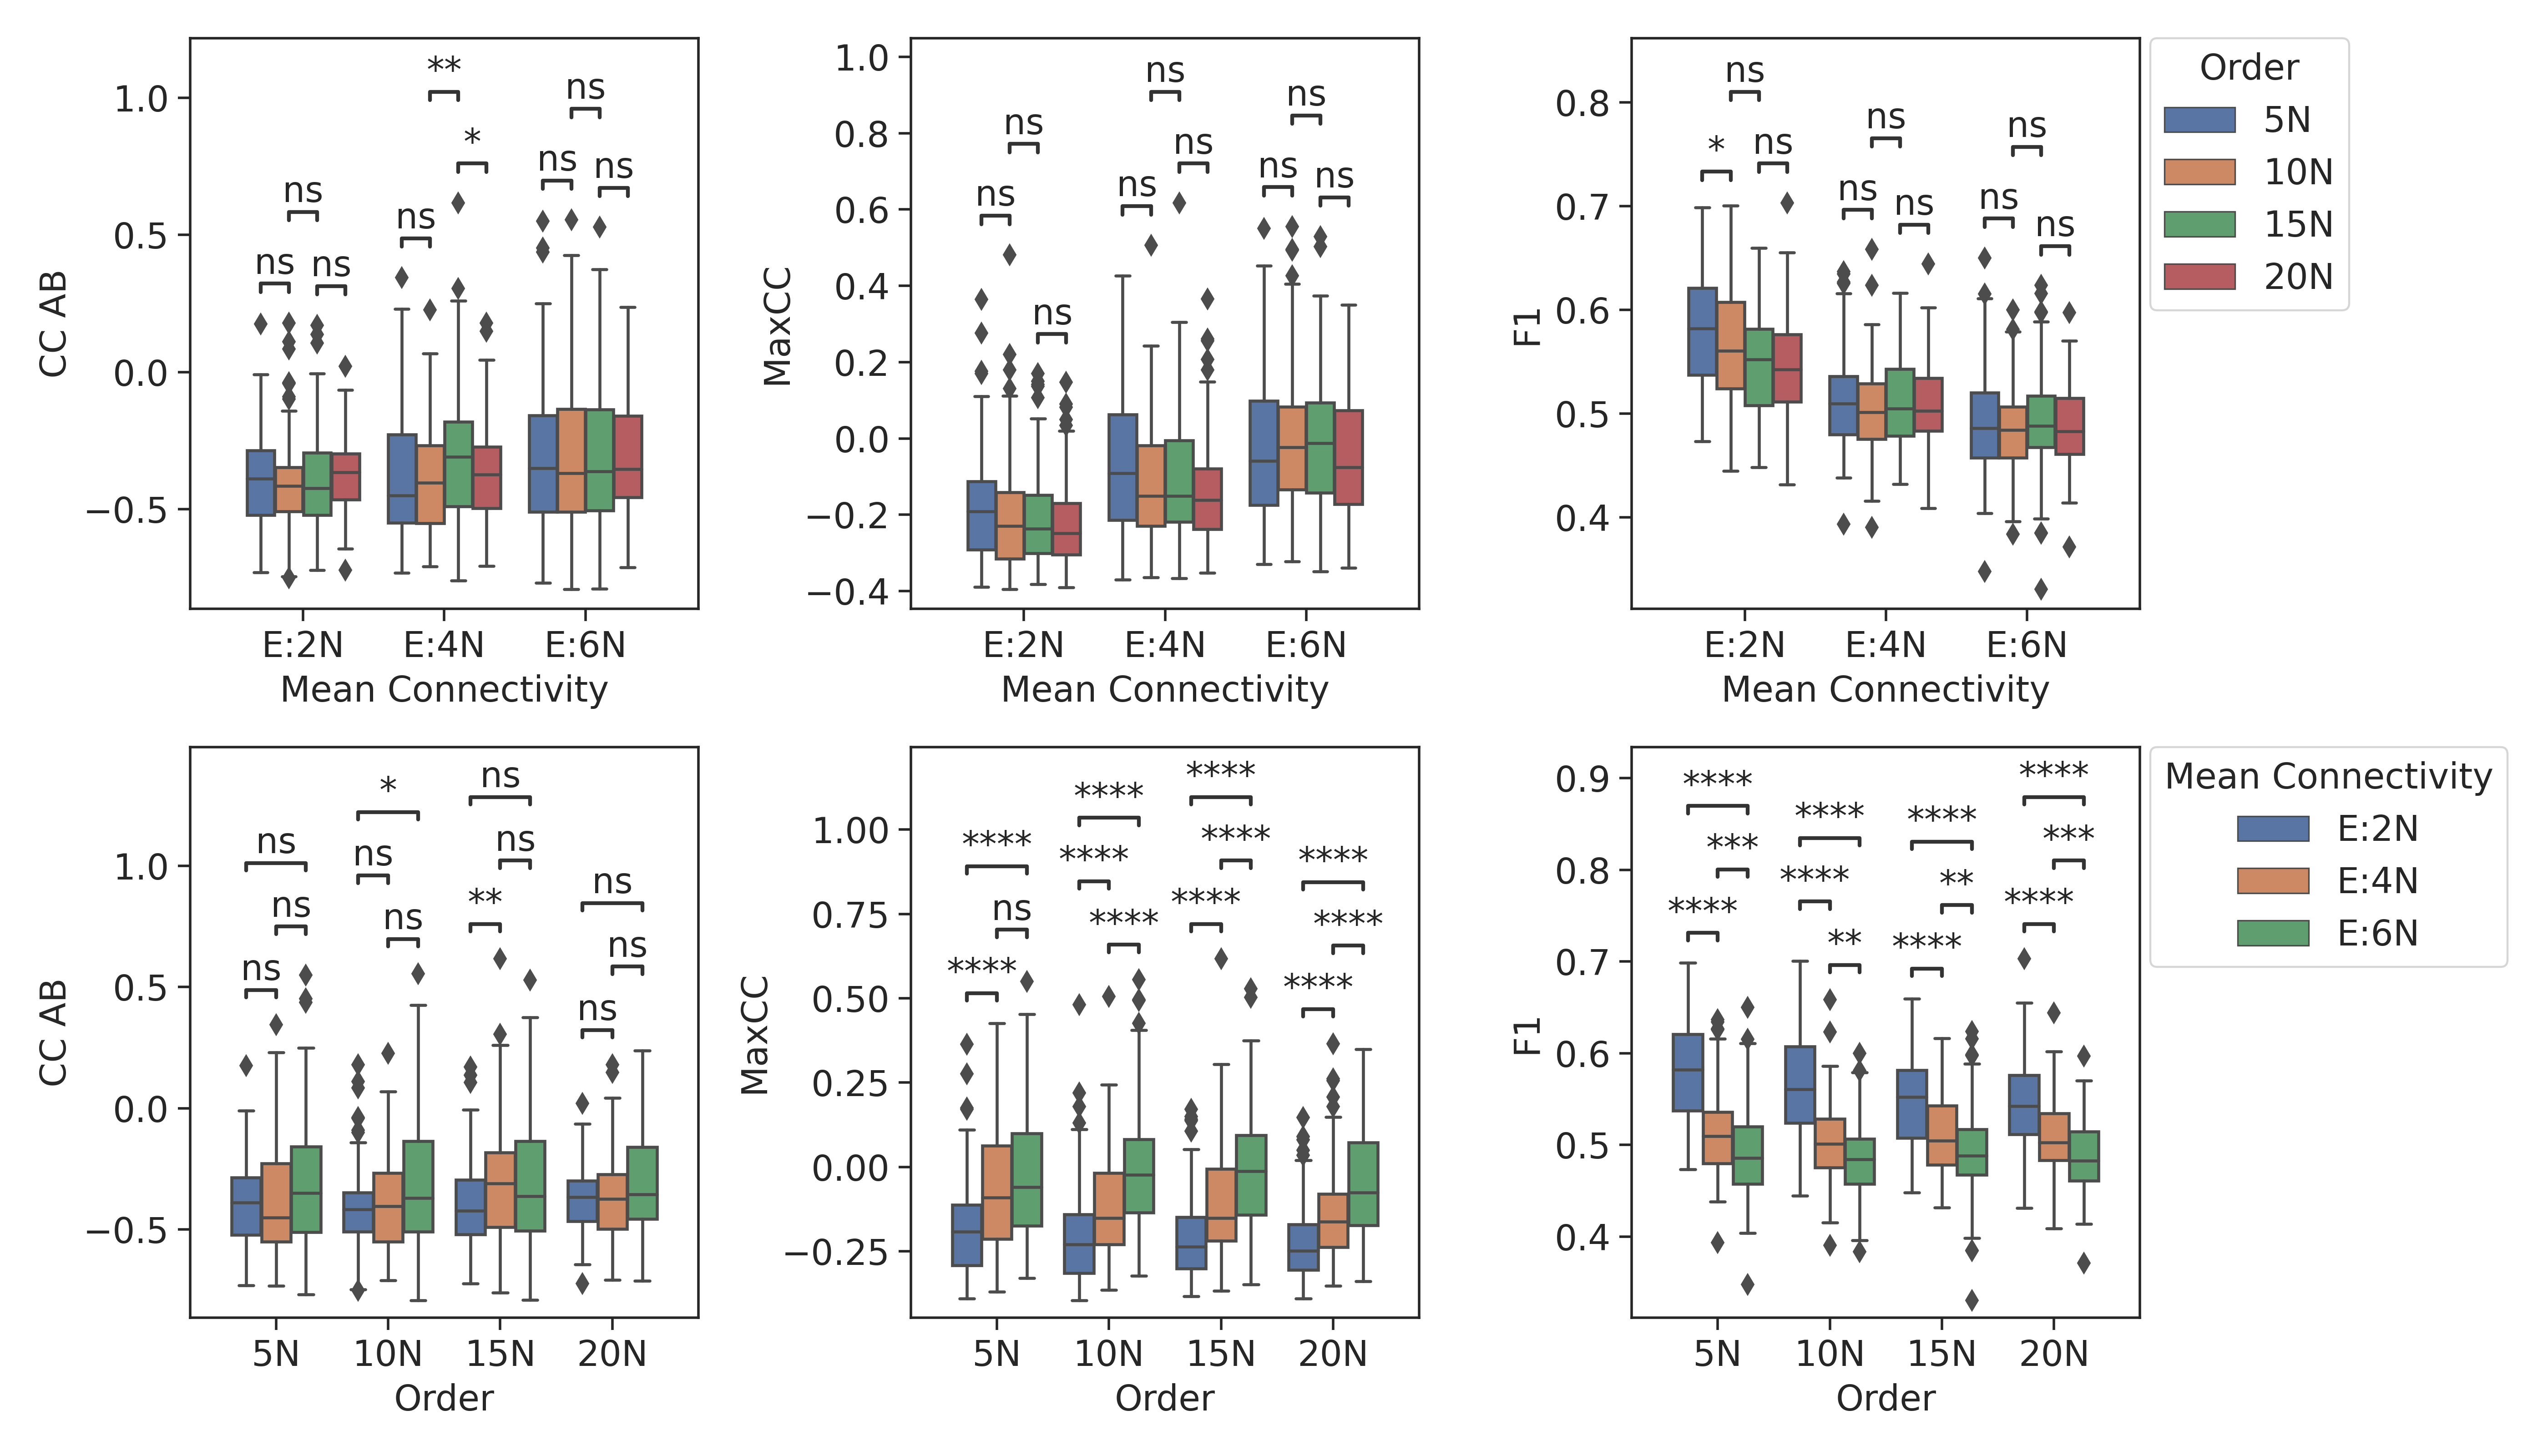 **
ns
*
ns
ns
ns
ns
ns
ns
ns
1.0
0.5
0.0
−0.5
CC AB
E:2N
E:4N
E:6N
Mean Connectivity
ns
ns
ns
ns
ns
ns
ns
ns
ns
1.0
0.8
0.6
0.4
0.2
0.0
−0.2
−0.4
MaxCC
E:2N
E:4N
E:6N
Mean Connectivity
ns
ns
ns
*
ns
ns
ns
ns
ns
0.8
0.7
0.6
0.5
0.4
F1
E:2N
E:4N
E:6N
Mean Connectivity
Order
5N
10N
15N
20N
ns
*
ns
ns
ns
ns
ns
**
ns
ns
ns
ns
1.0
0.5
0.0
−0.5
CC AB
5N
10N
15N
20N
Order
****
****
****
****
****
****
ns
****
****
****
****
****
1.00
0.75
0.50
0.25
0.00
−0.25
MaxCC
5N
10N
15N
20N
Order
****
****
****
****
***
***
****
**
****
****
**
****
0.9
0.8
0.7
0.6
0.5
0.4
F1
5N
10N
15N
20N
Order
Mean Connectivity
E:2N
E:4N
E:6N